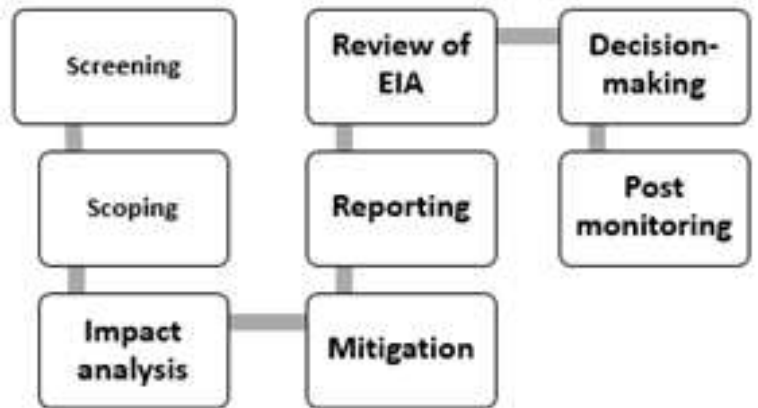 Screening
Scoping
Impact
analysis
Mitigation
Reporting
Review of
EIA
Decision-
making
Post
monitoring